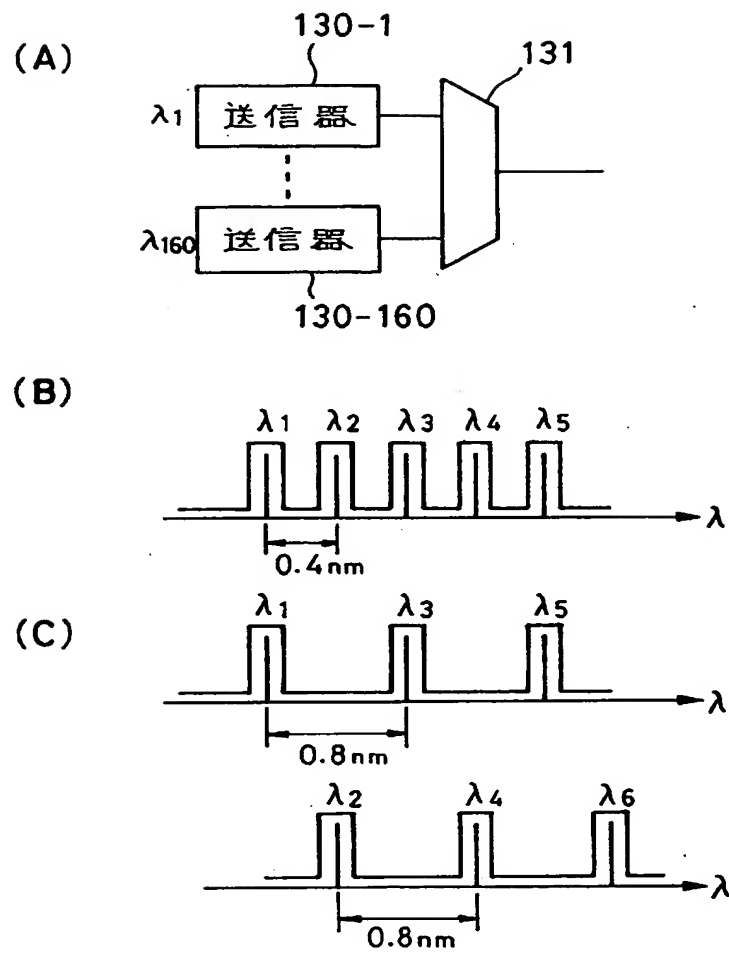 (A)
130-1
131
λ1 送信器
λ160 送信器
130-160
(B)
λ1 λ2 λ3 λ4 λ5
λ
0.4nm
(C)
λ1 λ3 λ5
λ
0.8nm
λ2 λ4 λ6
λ
0.8nm